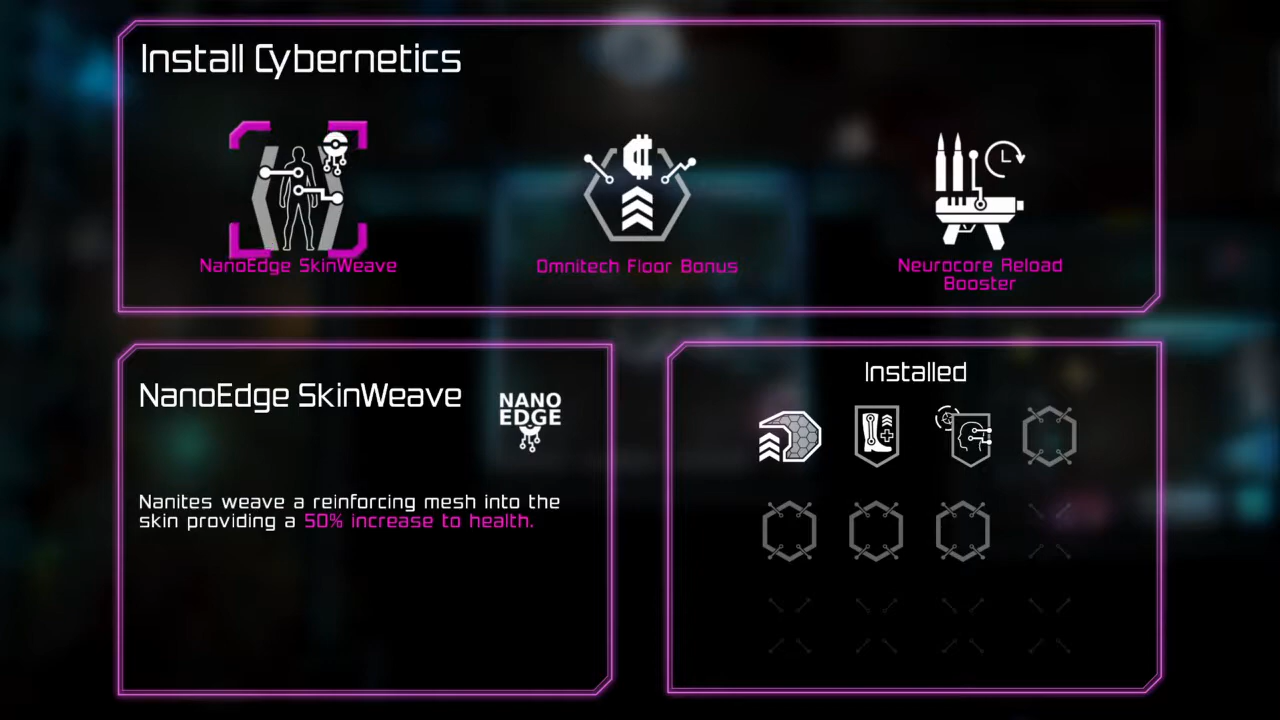 Install Cybernetics
NanoEdge SkinWeave
Omnitech Floor Bonus
Neurocore Reload
Booster
NanoEdge SkinWeave
NANO
EDGE
Nanites weave a reinforcing mesh into the
skin providing a 50% increase to health.
Installed